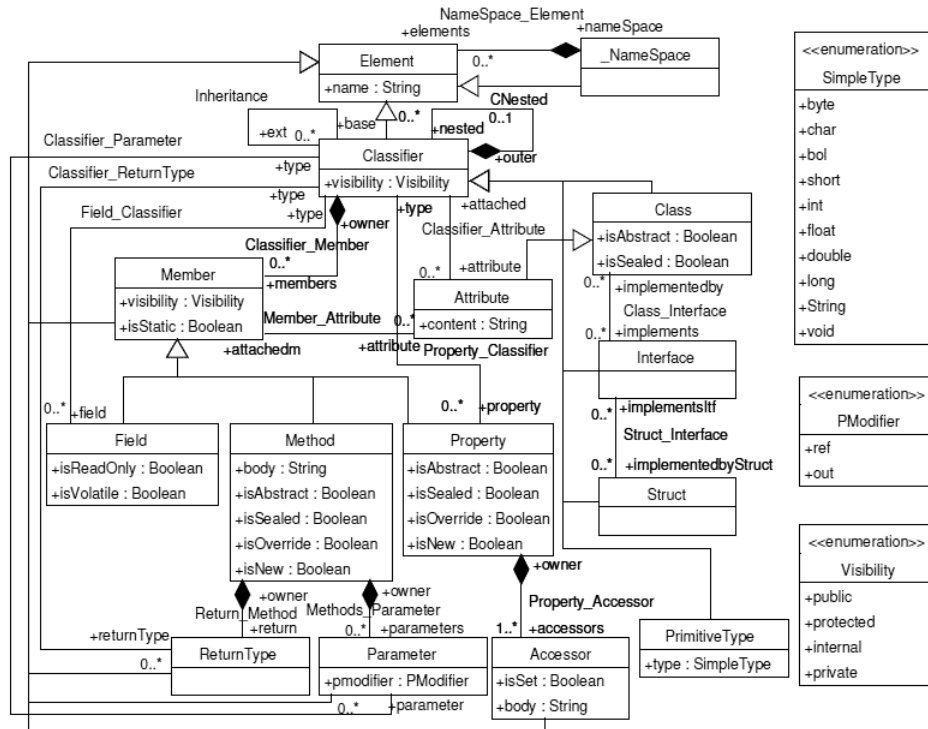 NameSpace_Element
+elements
+nameSpace
0..*
Element
+name : String
_NameSpace
<<enumeration>>
SimpleType
+byte
+char
+bol
+short
+int
+float
+double
+long
+String
+void
Inheritance
+ext
0..*
+base
0..*
CNested
0..1
+nested
+outer
Classifier_Parameter
+type
Classifier
+visibility : Visibility
Classifier_ReturnType
+type
Field_Classifier
+type
+owner
+type
+attached
Classifier_Attribute
Class
+isAbstract : Boolean
+isSealed : Boolean
Classifier_Member
0..*
+members
0..*
+attribute
0..*
+implementedby
Member
+visibility : Visibility
+isStatic : Boolean
Attribute
+content : String
Class_Interface
0..*
+implements
Member_Attribute
0..*
+attachedm
+attribute
Property_Classifier
Interface
<<enumeration>>
PModifier
+ref
+out
0..*
+field
0..*
+property
0..*
+implementsItf
Struct_Interface
0..*
+implementedbyStruct
Field
+isReadOnly : Boolean
+isVolatile : Boolean
Method
+body : String
+isAbstract : Boolean
+isSealed : Boolean
+isOverride : Boolean
+isNew : Boolean
Property
+isAbstract : Boolean
+isSealed : Boolean
+isOverride : Boolean
+isNew : Boolean
Struct
<<enumeration>>
Visibility
+public
+protected
+internal
+private
+owner
Return_Method
+return
+owner
Methods_Parameter
0..*
+parameters
+owner
Property_Accessor
1..*
+accessors
+returnType
0..*
ReturnType
Parameter
+pmodifier : PModifier
0..*
+parameter
Accessor
+isSet : Boolean
+body : String
PrimitiveType
+type : SimpleType